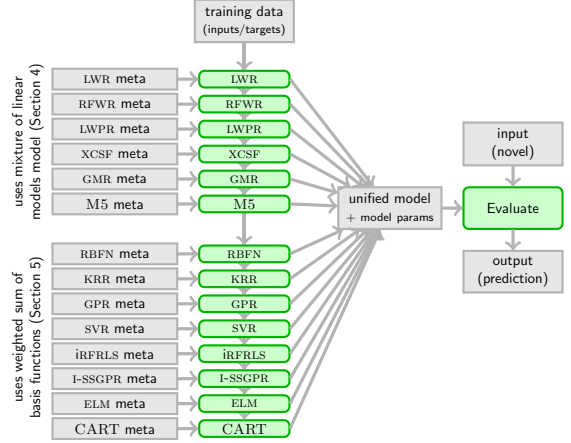 training data
(inputs/targets)
uses mixture of linear
models model (Section 4)
LWR meta
LWR
RFWR meta
RFWR
LWPR meta
LWPR
XCSF meta
XCSF
GMR meta
GMR
M5 meta
M5
uses weighted sum of
basis functions (Section 5)
RBFN meta
RBFN
KRR meta
KRR
GPR meta
GPR
SVR meta
SVR
iRFRLS meta
iRFRLS
I-SSGPR meta
I-SSGPR
ELM meta
ELM
CART meta
CART
unified model
+ model params
input
(novel)
Evaluate
output
(prediction)